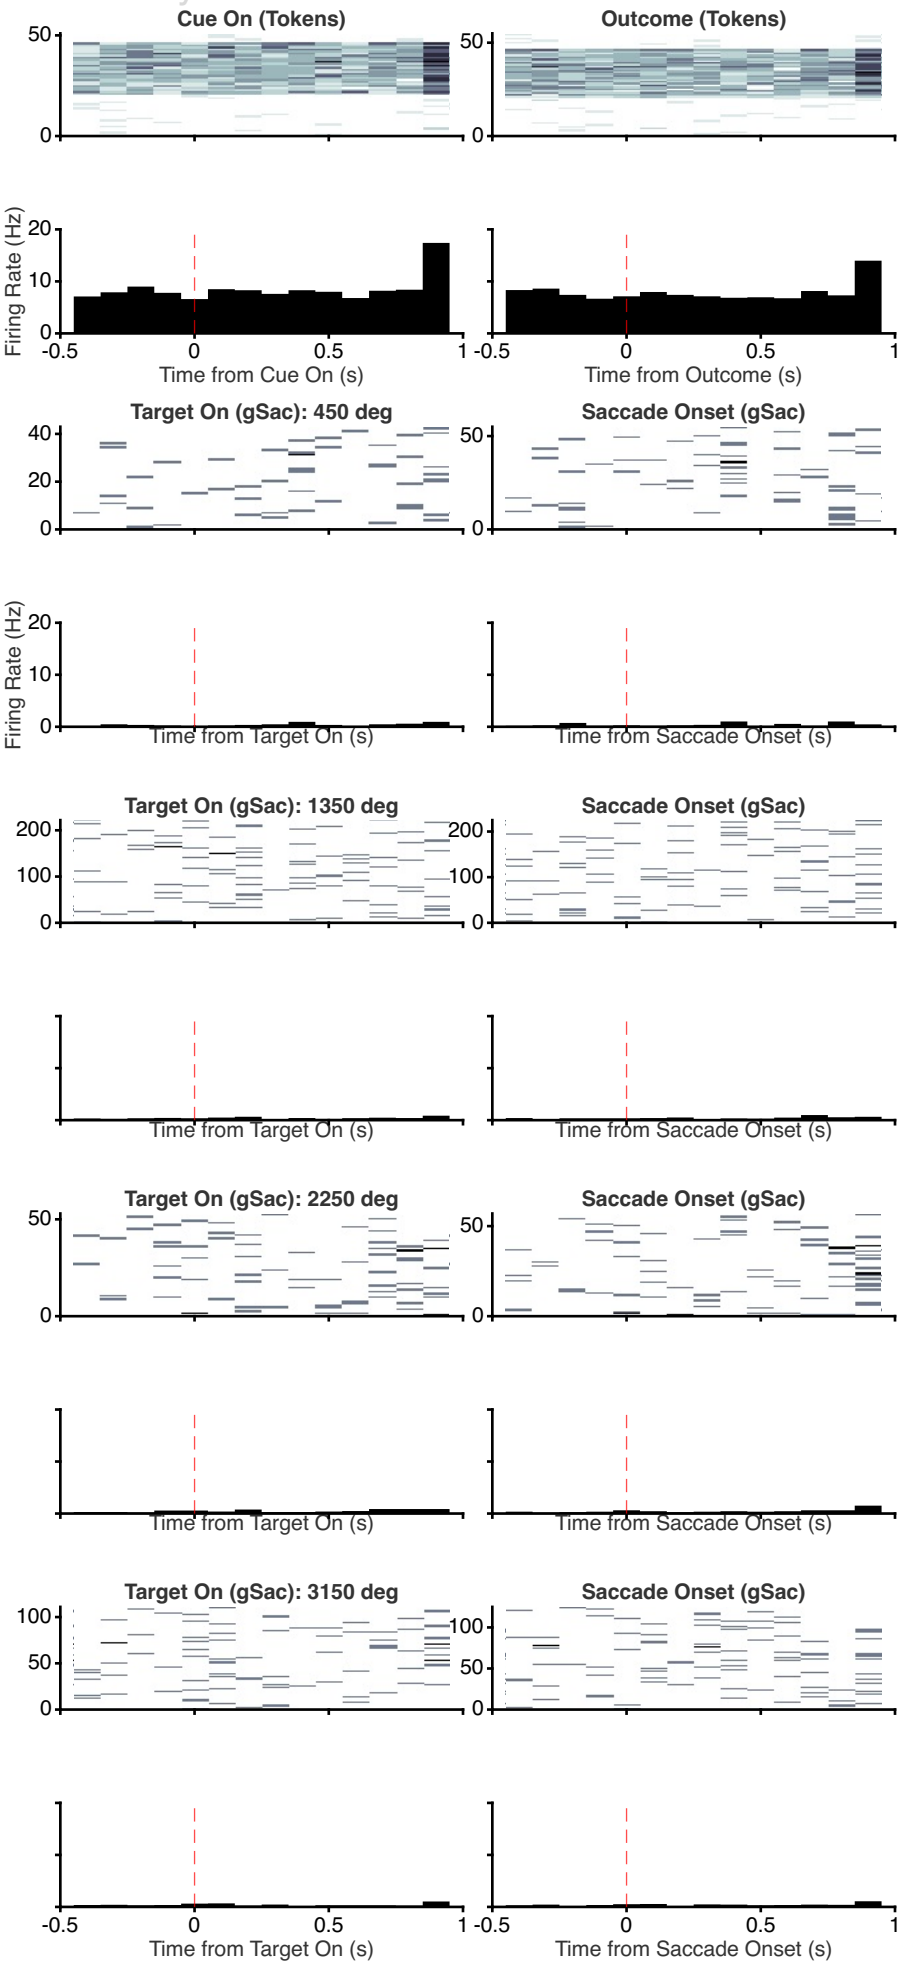 Cue On (Tokens)
Outcome (Tokens)
50
0
50
0
Firing Rate (Hz)
20
10
0
-0.5 0 0.5 1
-0.5 0 0.5 1
Time from Cue On (s)
Time from Outcome (s)
Target On (gSac): 450 deg
Saccade Onset (gSac)
40
20
0
50
0
Firing Rate (Hz)
20
10
0
Time from Target On (s)
Time from Saccade Onset (s)
Target On (gSac): 1350 deg
Saccade Onset (gSac)
200
100
0
200
100
0
Time from Target On (s)
Time from Saccade Onset (s)
Target On (gSac): 2250 deg
Saccade Onset (gSac)
50
0
50
0
Time from Target On (s)
Time from Saccade Onset (s)
Target On (gSac): 3150 deg
Saccade Onset (gSac)
100
50
0
100
50
0
-0.5 0 0.5 1
-0.5 0 0.5 1
Time from Target On (s)
Time from Saccade Onset (s)